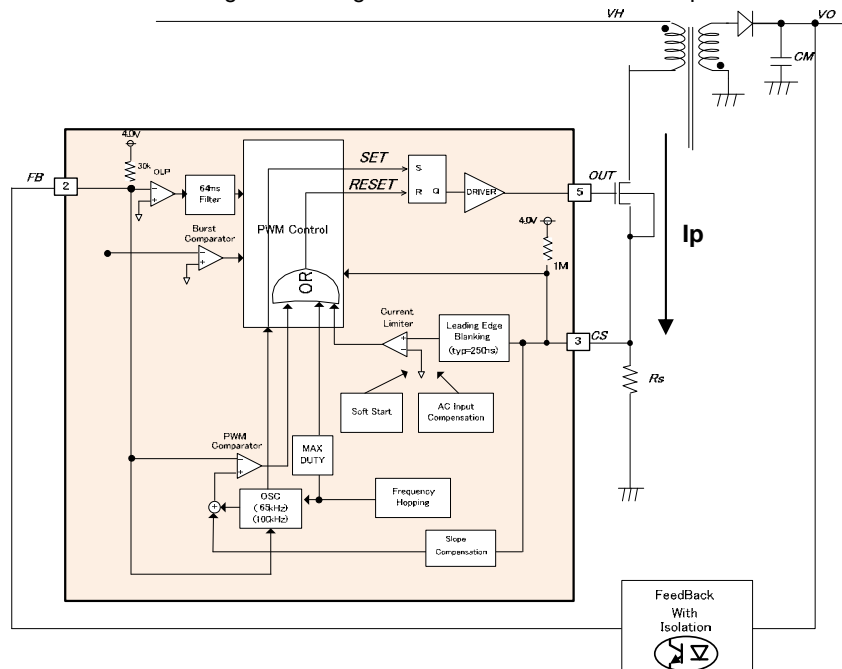 VH
VO
CM
4.0V
30k
OLP
FB
2
64ms
Filter
PWM Control
SET
RESET
S
R
Q
DRIVER
5
OUT
Burst
Comparator
4.0V
1M
Ip
OR
Current
Limiter
Leading Edge
Blanking
(typ=250ns)
3
CS
Rs
Soft Start
AC Input
Compensation
PWM
Comparator
MAX
DUTY
OSC
(65kHz)
(100kHz)
Frequency
Hopping
Slope
Compensation
FeedBack
With
Isolation